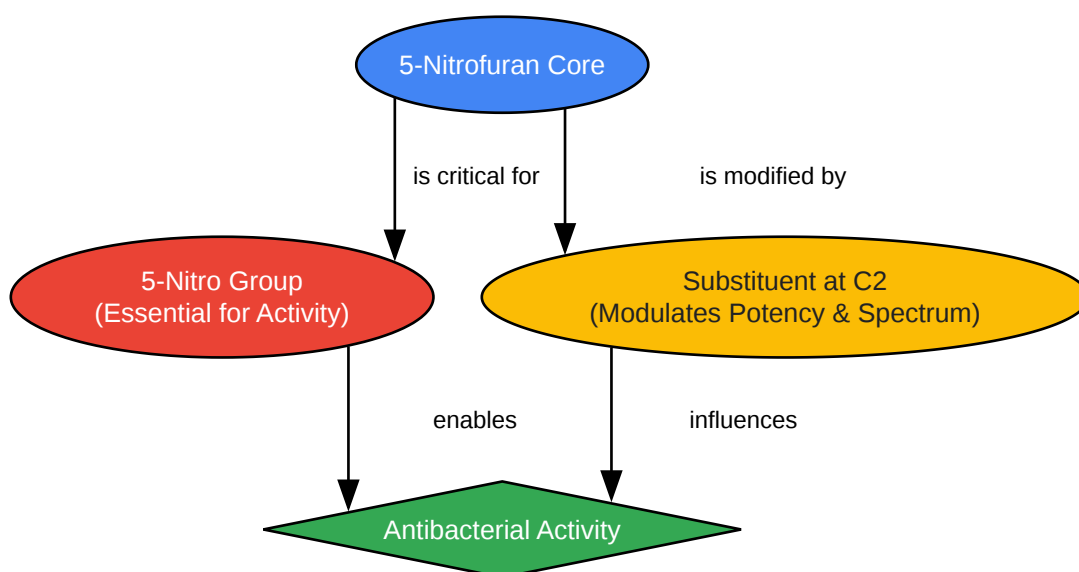 5-Nitrofuran Core
is critical for
is modified by
5-Nitro Group
(Essential for Activity)
Substituent at C2
(Modulates Potency & Spectrum)
enables
influences
Antibacterial Activity